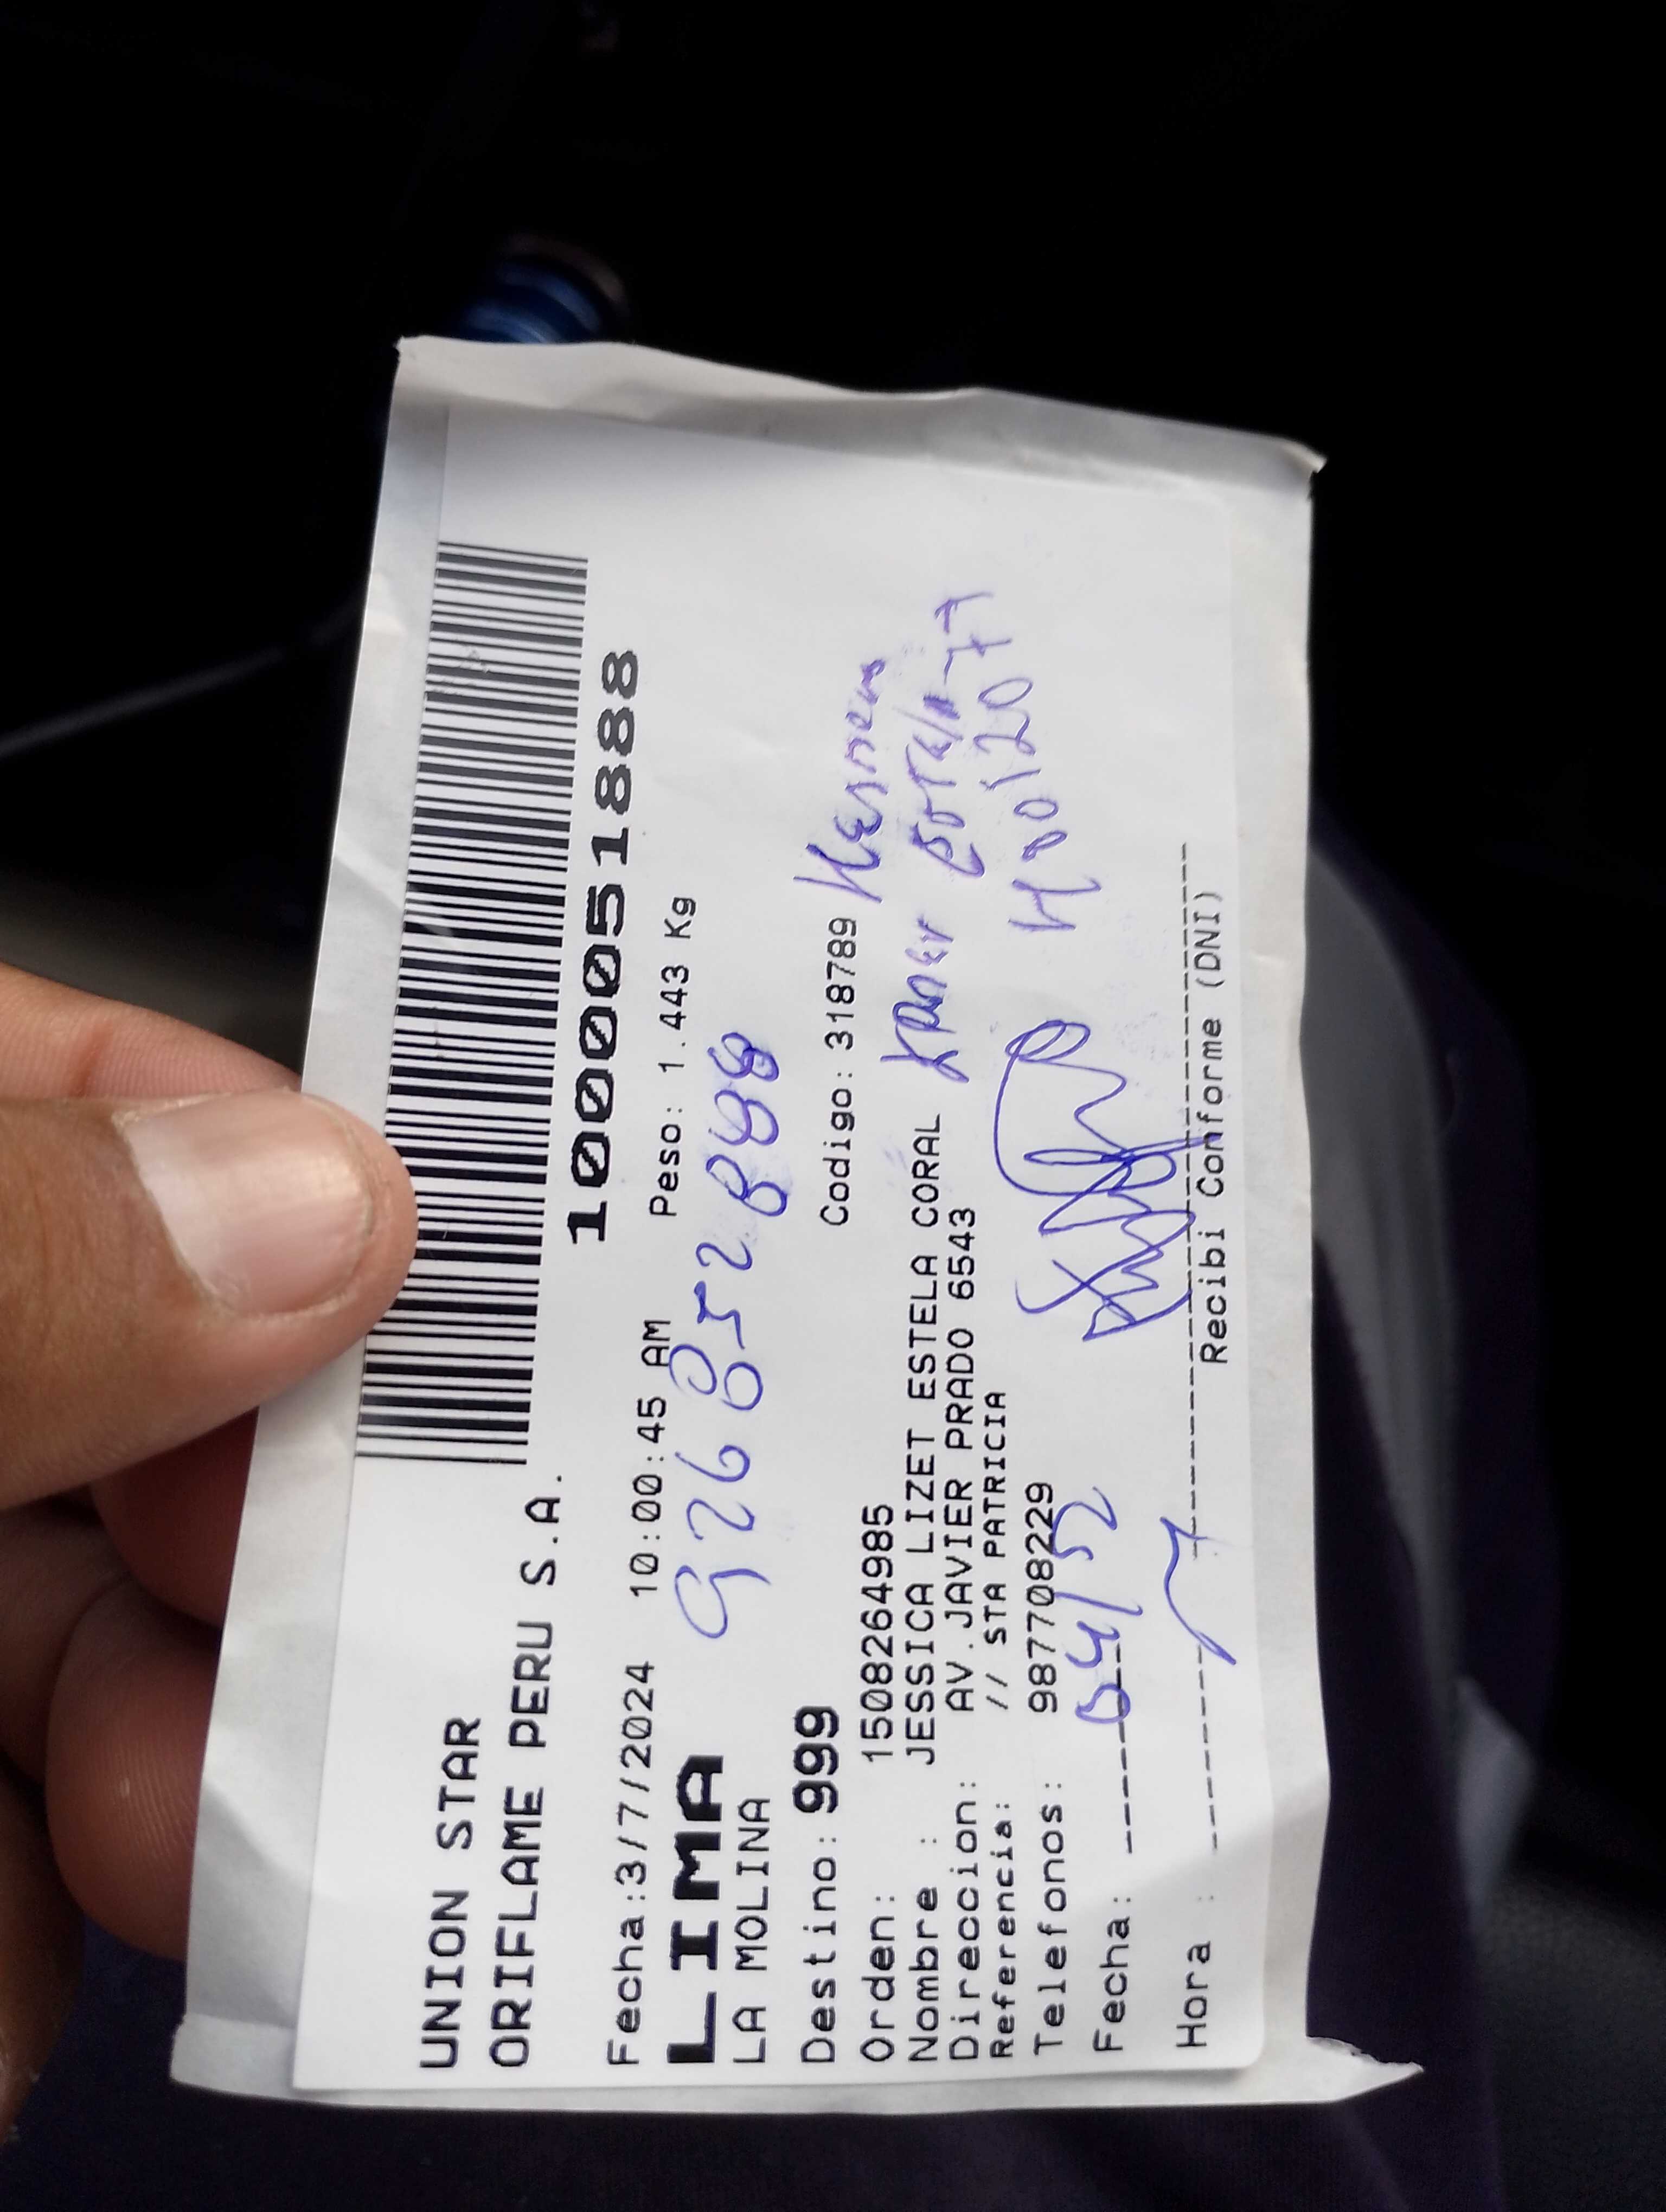 UNION STAR
ORIFLAME PERU S.A.
1000051888
Fecha:3/7/2024 10:00:45 AM Peso: 1.443 Kg
LIMA
LA MOLINA
Destino: 999 Codigo: 318789
Orden: 1508264985
Nombre : JESSICA LIZET ESTELA CORAL
Direccion: AV.JAVIER PRADO 6543
Referencia: // STA PATRICIA
Telefonos: 987708229
Fecha:
Hora :
Recibi Conforme (DNI)